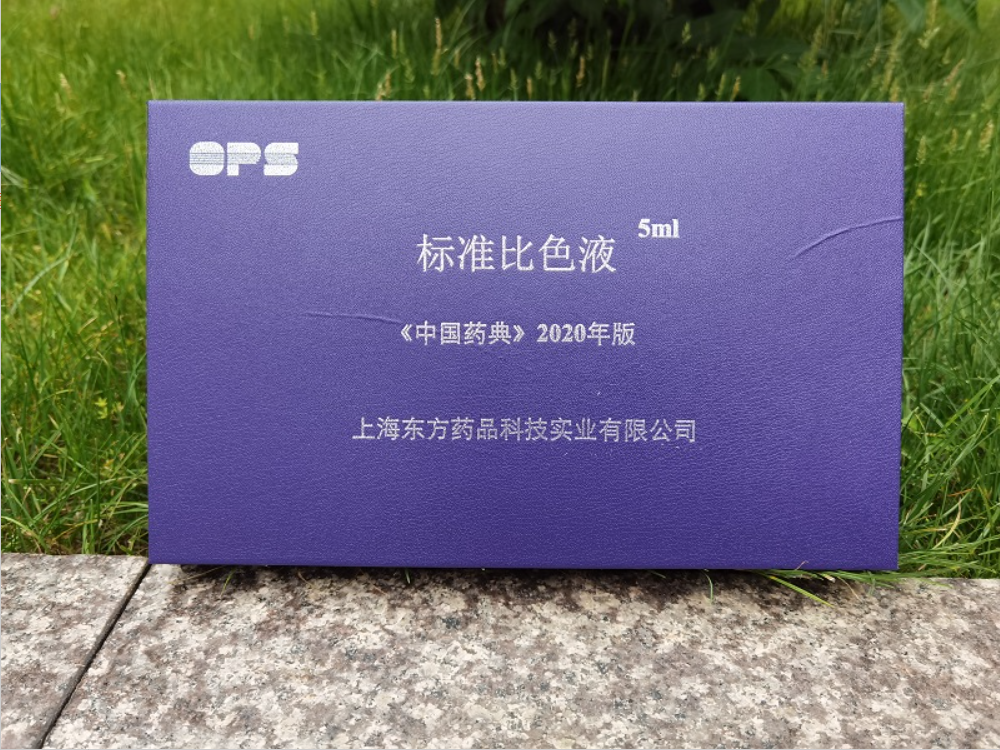 OPS
标准比色液 5ml
《中国药典》2020年版
上海东方药品科技实业有限公司